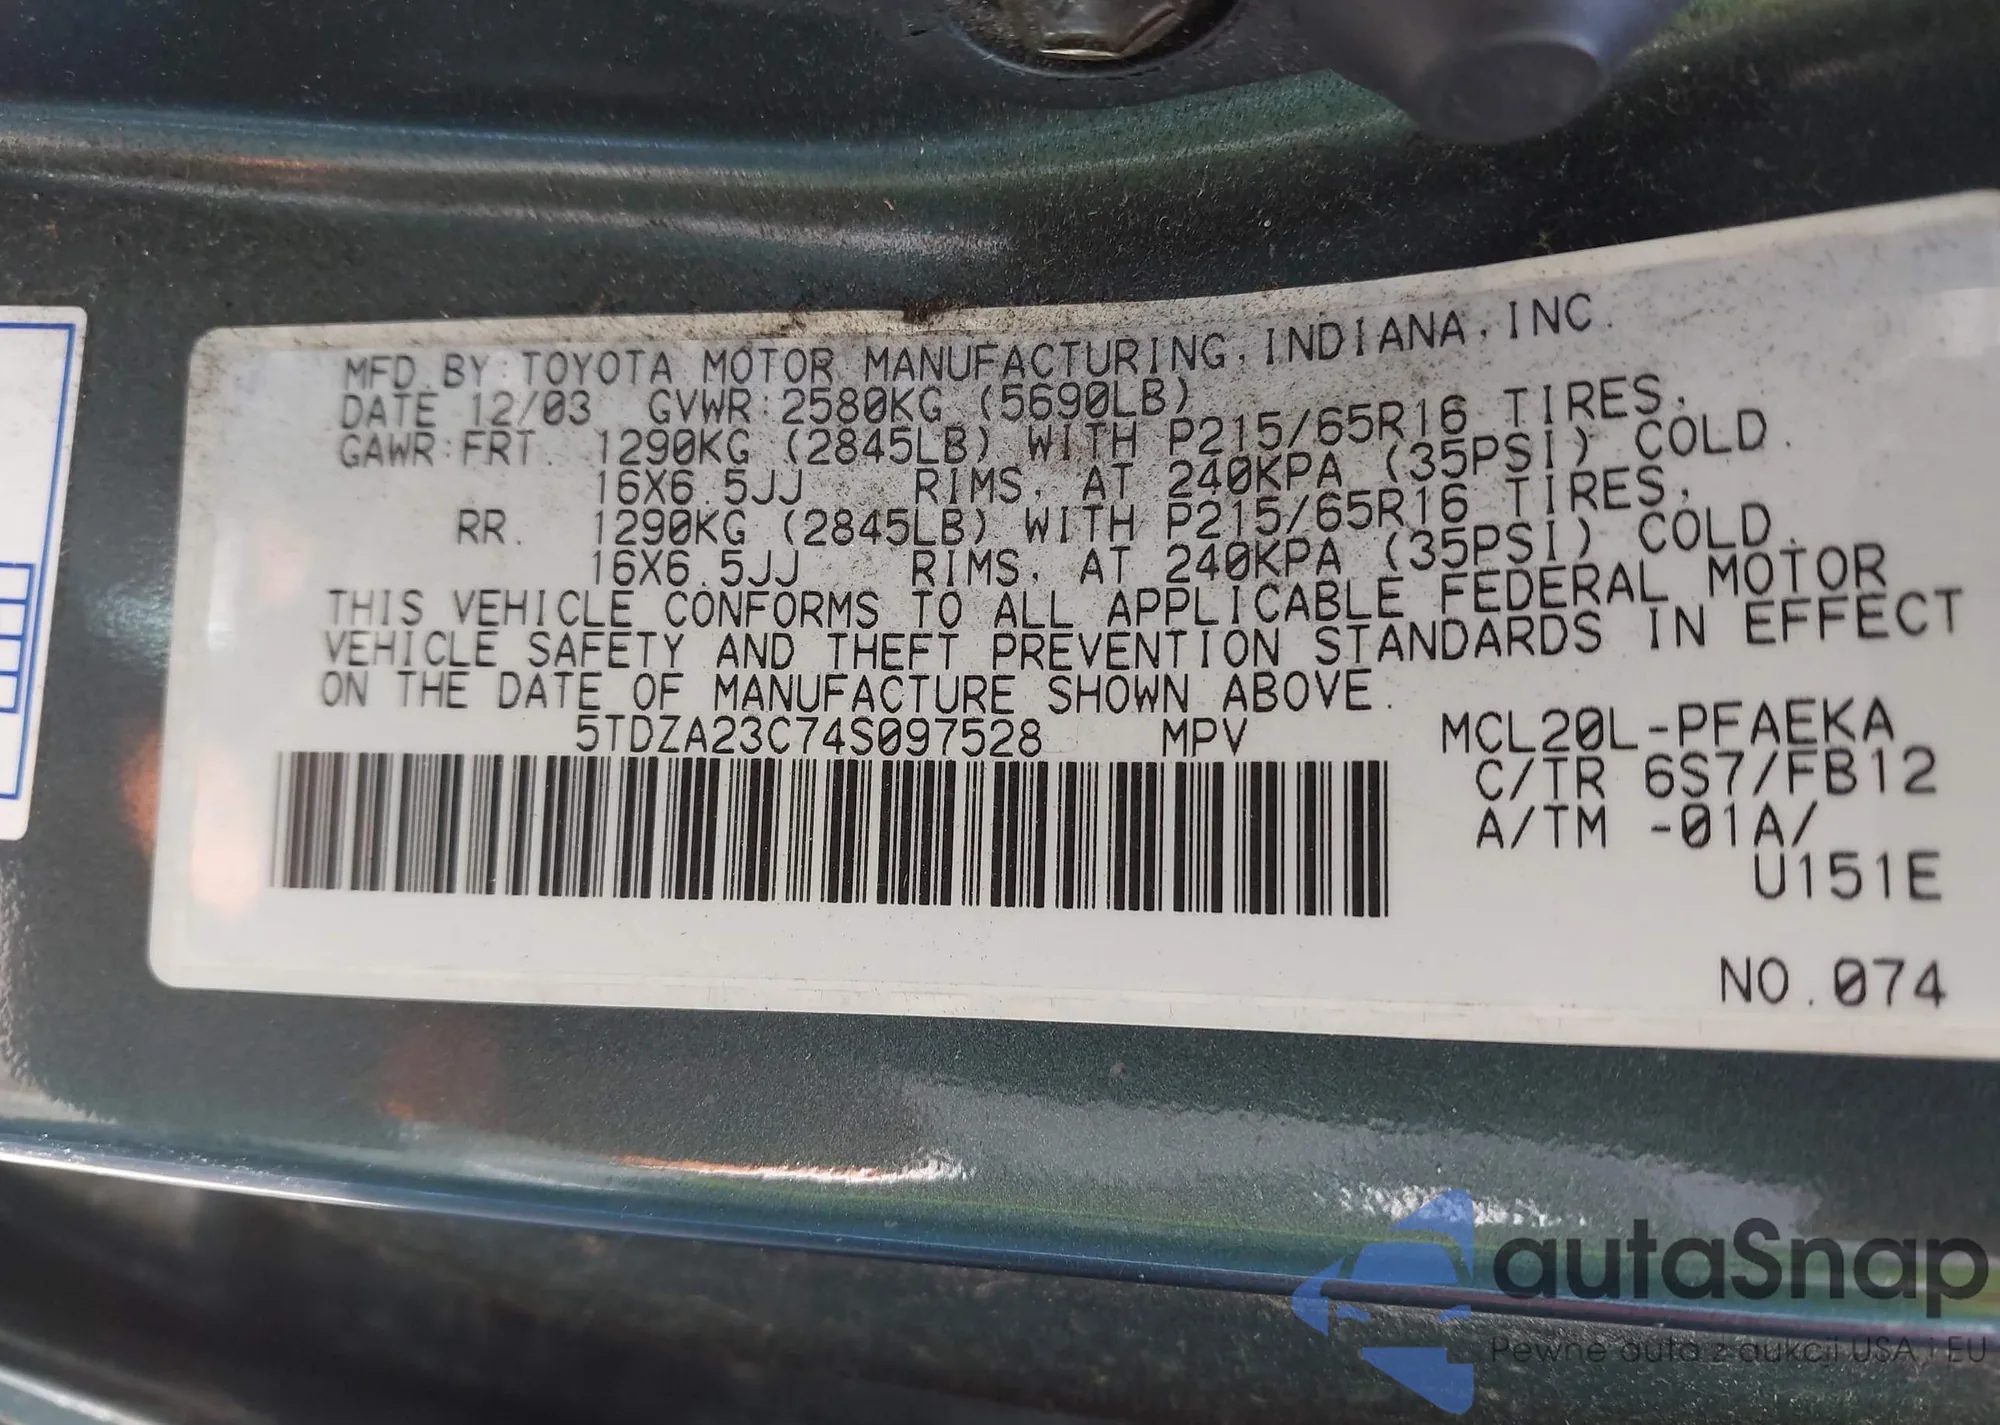 MFD.BY:TOYOTA MOTOR MANUFACTURING,INDIANA,INC.
DATE 12/03 GVWR:2580KG (5690LB)
GAWR:FRT. 1290KG (2845LB) WITH P215/65R16 TIRES,
16X6.5JJ RIMS, AT 240KPA (35PSI) COLD.
RR. 1290KG (2845LB) WITH P215/65R16 TIRES,
16X6.5JJ RIMS, AT 240KPA (35PSI) COLD.
THIS VEHICLE CONFORMS TO ALL APPLICABLE FEDERAL MOTOR
VEHICLE SAFETY AND THEFT PREVENTION STANDARDS IN EFFECT
ON THE DATE OF MANUFACTURE SHOWN ABOVE.
5TDZA23C74S097528 MPV MCL20L-PFAEKA
C/TR 6S7/FB12
A/TM -01A/
U151E
NO.074
autaSnap
Pewne auta z aukcji USA i EU